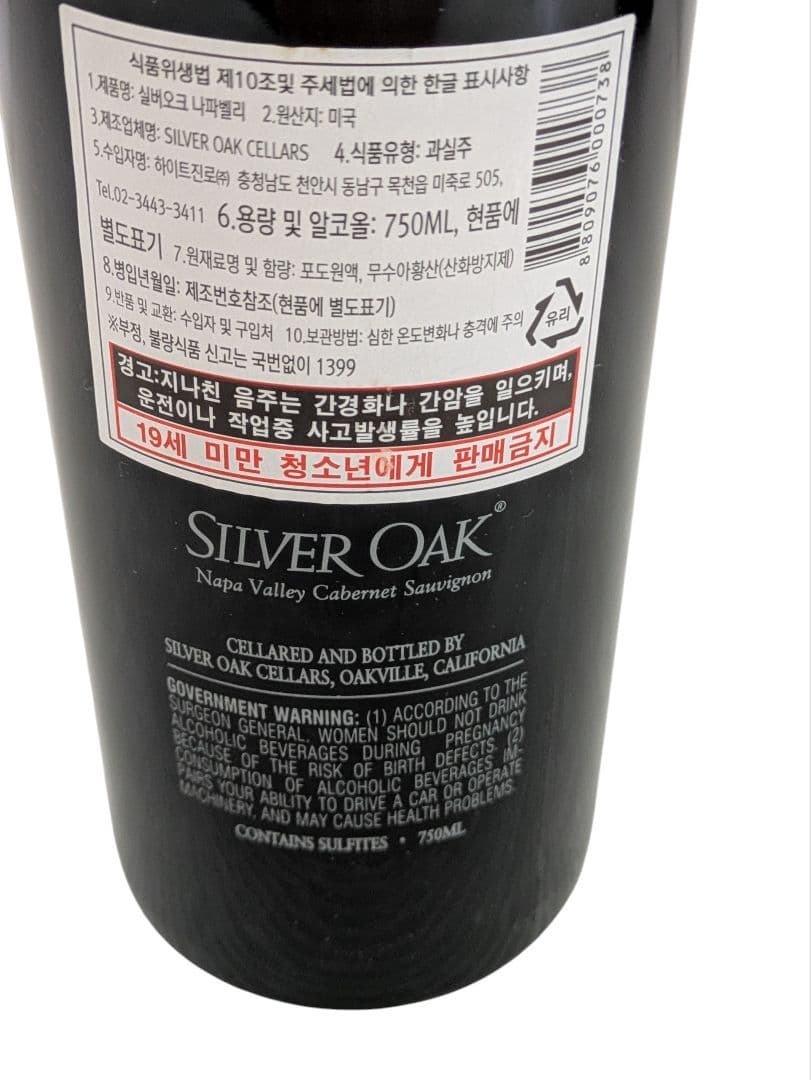 식품위생법 제10조및 주세법에 의한 한글 표시사항
1.제품명: 실버오크 나파벨리 2.원산지: 미국
3.제조업체명: SILVER OAK CELLARS 4.식품유형: 과실주
5.수입자명: 하이트진로㈜ 충청남도 천안시 동남구 목천읍 미죽로 505,
Tel.02-3443-3411 6.용량 및 알코올: 750ML, 현품에
별도표기 7.원재료명 및 함량: 포도원액, 무수아황산(산화방지제)
8.병입년월일: 제조번호참조(현품에 별도표기)
9.반품 및 교환: 수입자 및 구입처 10.보관방법: 심한 온도변화나 충격에 주의
※부정, 불량식품 신고는 국번없이 1399
8809076000738
유리
경고:지나친 음주는 간경화나 간암을 일으키며,
운전이나 작업중 사고발생률을 높입니다.
19세 미만 청소년에게 판매금지
SILVER OAK®
Napa Valley Cabernet Sauvignon
CELLARED AND BOTTLED BY
SILVER OAK CELLARS, OAKVILLE, CALIFORNIA
GOVERNMENT WARNING: (1) ACCORDING TO THE
SURGEON GENERAL, WOMEN SHOULD NOT DRINK
ALCOHOLIC BEVERAGES DURING PREGNANCY
BECAUSE OF THE RISK OF BIRTH DEFECTS. (2)
CONSUMPTION OF ALCOHOLIC BEVERAGES IM-
PAIRS YOUR ABILITY TO DRIVE A CAR OR OPERATE
MACHINERY, AND MAY CAUSE HEALTH PROBLEMS.
CONTAINS SULFITES • 750ML